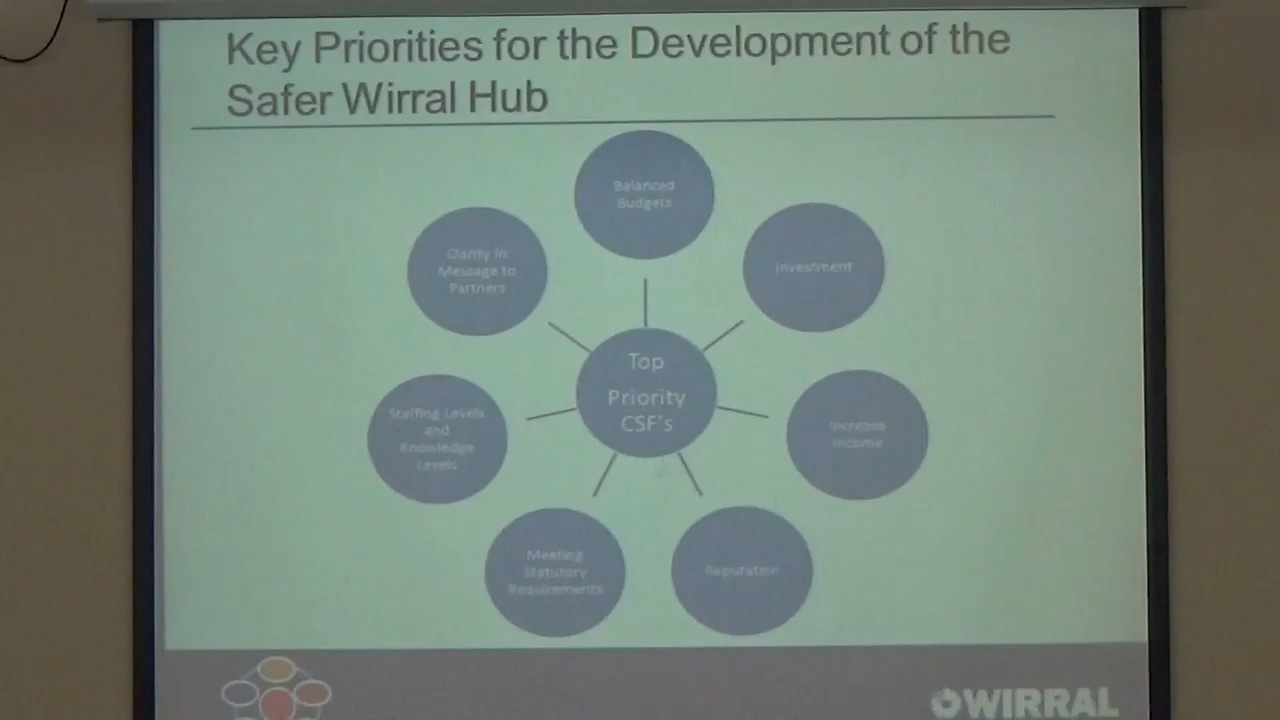 Key Priorities for the Development of the
Safer Wirral Hub
Balanced
Budgets
Investment
Increase
Income
Reputation
Meeting
Statutory
Requirements
Staffing Levels
and
Knowledge
Levels
Clarity in
Message to
Partners
Top
Priority
CSF's
WIRRAL